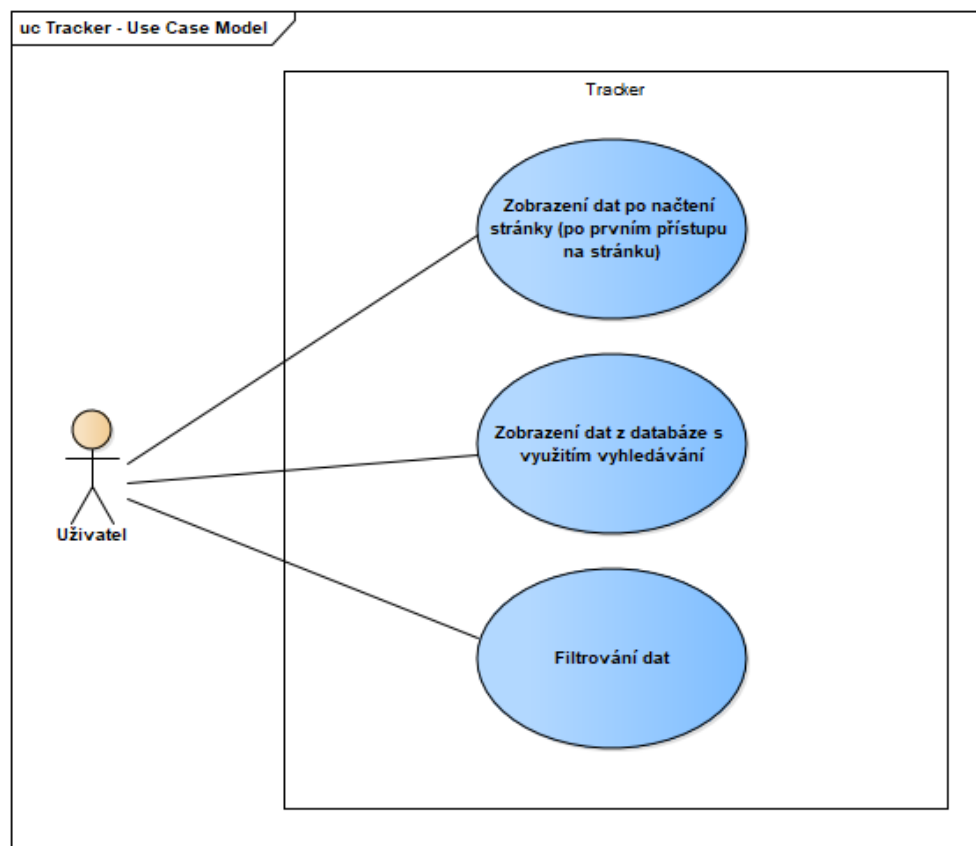 uc Tracker - Use Case Model
Tracker
Zobrazení dat po načtení
stránky (po prvním přístupu
na stránku)
Zobrazení dat z databáze s
využitím vyhledávání
Uživatel
Filtrování dat